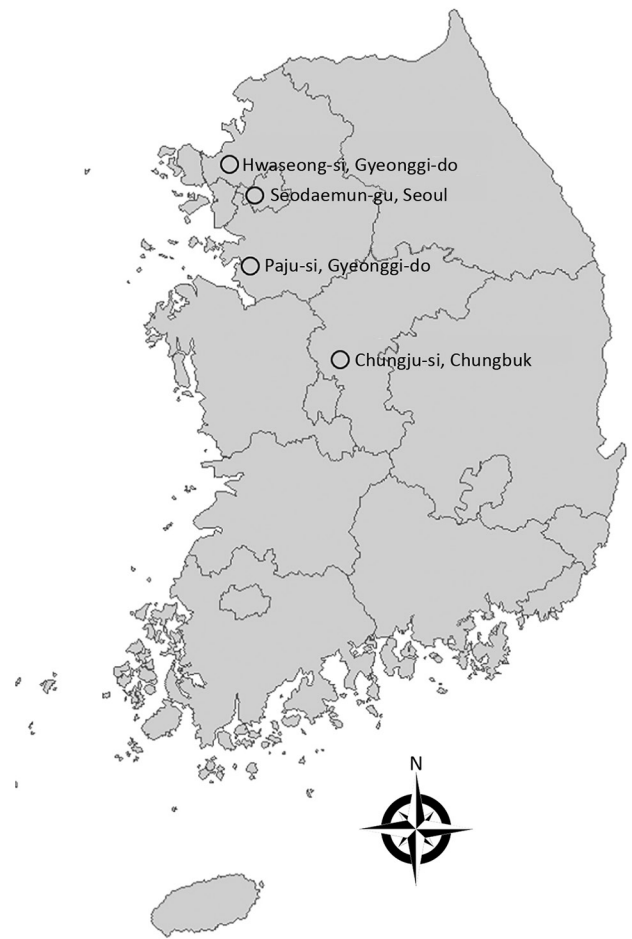 Hwaseong-si, Gyeonggi-do
Seodaemun-gu, Seoul
Paju-si, Gyeonggi-do
Chungju-si, Chungbuk
N